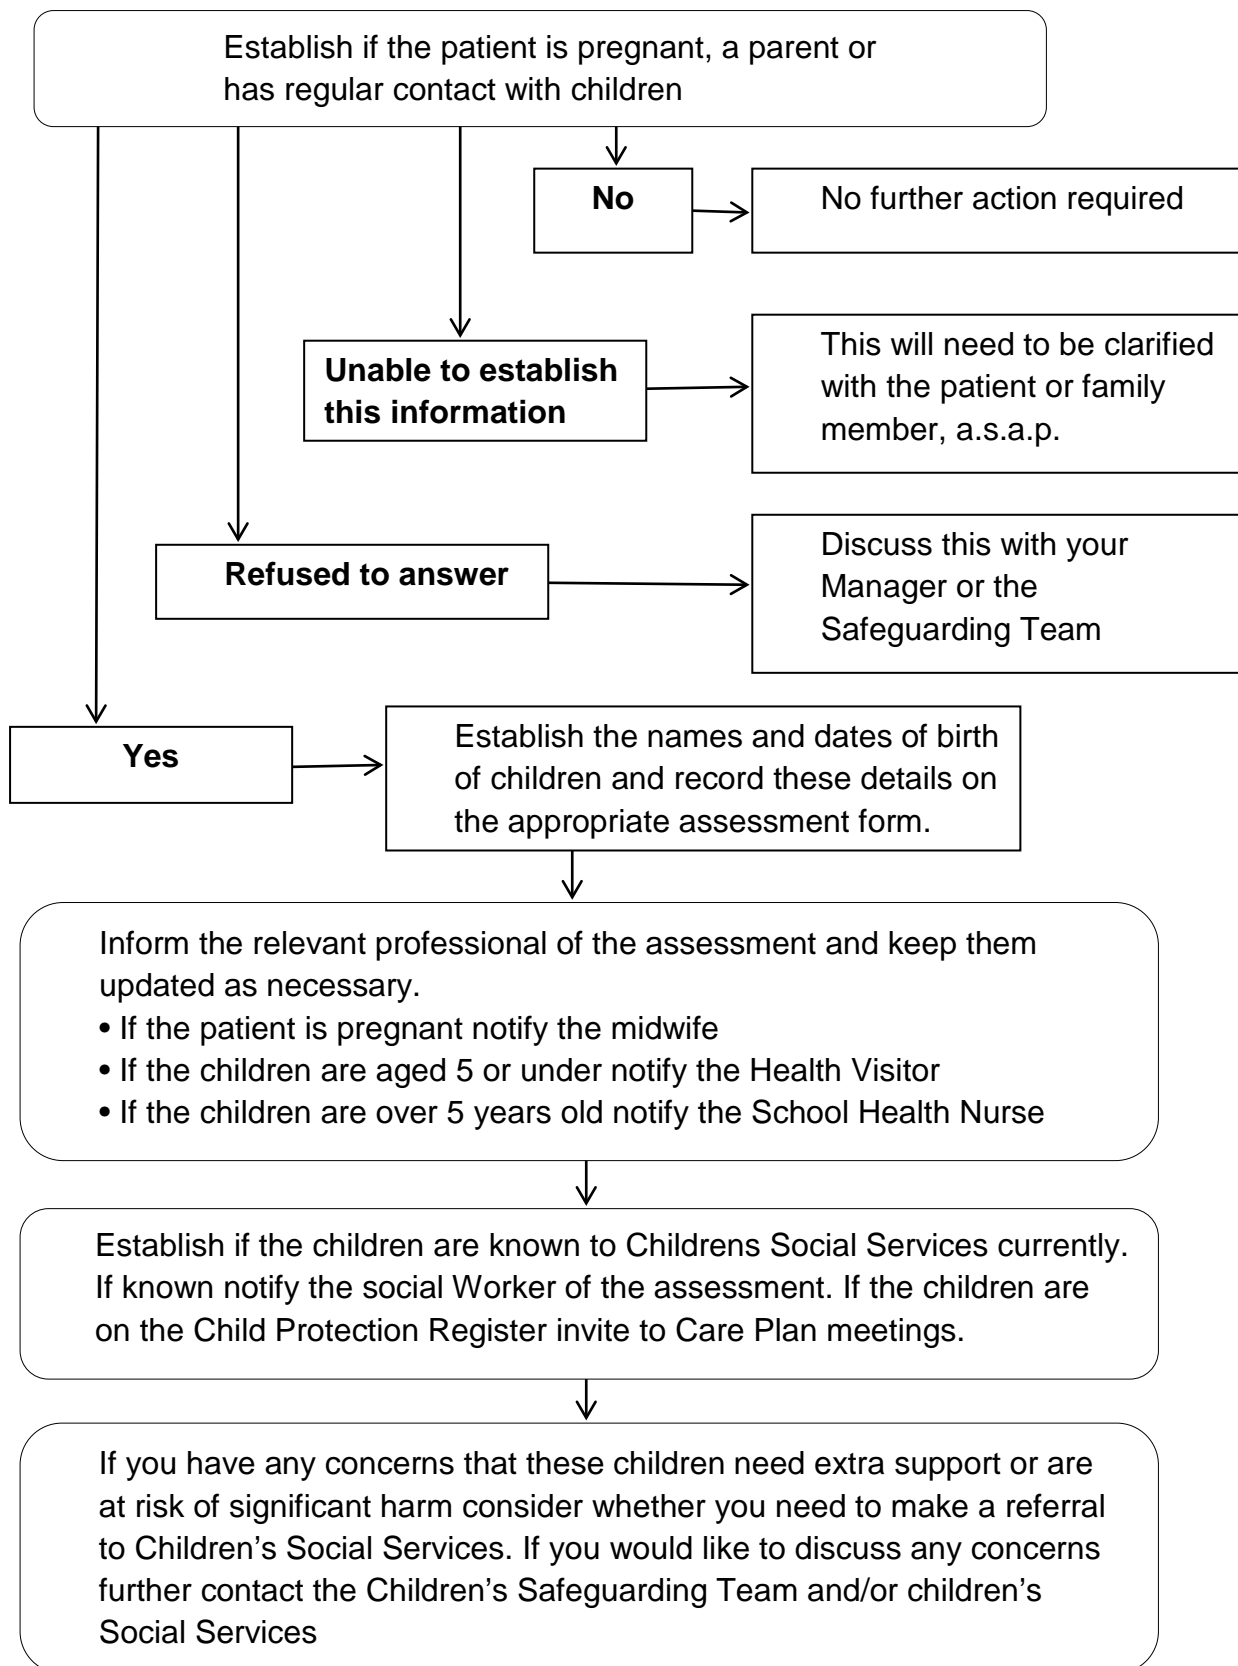 Establish if the patient is pregnant, a parent or
has regular contact with children
No
No further action required
Unable to establish
this information
This will need to be clarified
with the patient or family
member, a.s.a.p.
Refused to answer
Discuss this with your
Manager or the
Safeguarding Team
Yes
Establish the names and dates of birth
of children and record these details on
the appropriate assessment form.
Inform the relevant professional of the assessment and keep them
updated as necessary.
• If the patient is pregnant notify the midwife
• If the children are aged 5 or under notify the Health Visitor
• If the children are over 5 years old notify the School Health Nurse
Establish if the children are known to Childrens Social Services currently.
If known notify the social Worker of the assessment. If the children are
on the Child Protection Register invite to Care Plan meetings.
If you have any concerns that these children need extra support or are
at risk of significant harm consider whether you need to make a referral
to Children’s Social Services. If you would like to discuss any concerns
further contact the Children’s Safeguarding Team and/or children’s
Social Services